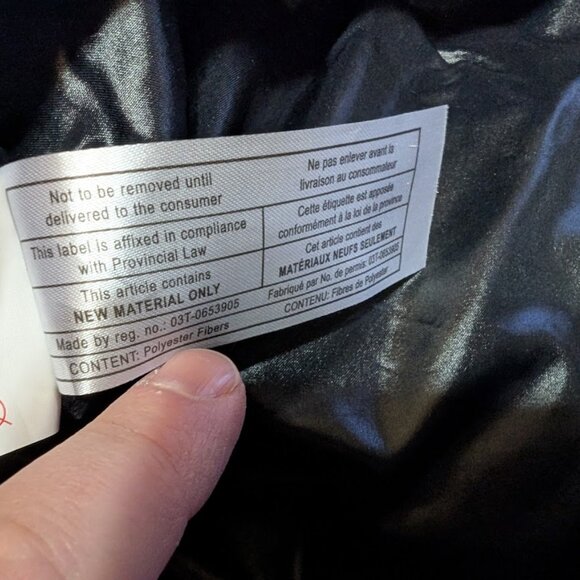 Not to be removed until
delivered to the consumer
Ne pas enlever avant la
livraison au consommateur
This label is affixed in compliance
with Provincial Law
Cette étiquette est apposée
conformément à la loi de la province
This article contains
NEW MATERIAL ONLY
Cet article contient des
MATÉRIAUX NEUFS SEULEMENT
Made by reg. no.: 03T-0653905
Fabriqué par No. de permis: 03T-0653905
CONTENT: Polyester Fibers
CONTENU: Fibres de Polyester